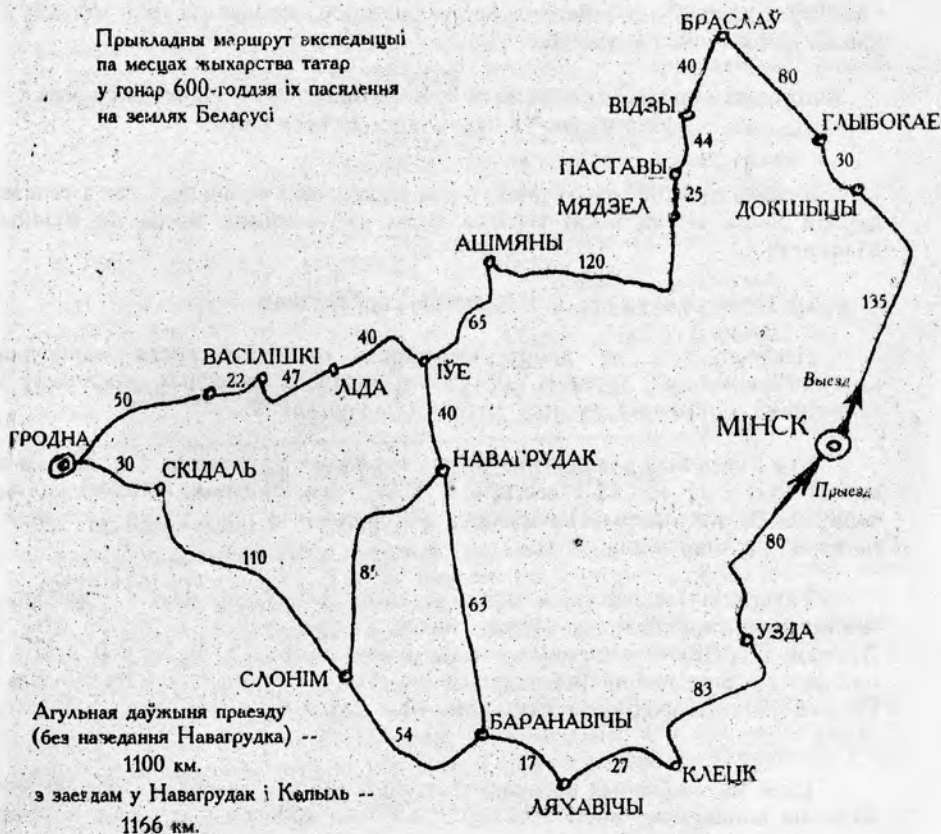 Прыкладны маршрут экспедыцыі
па месцах жыхарства татар
у гонар 600-годдзя іх пасялення
на землях Беларусі
БРАСЛАЎ
40
80
ВІДЗЫ
ГЛЫБОКАЕ
44
30
ПАСТАВЫ
25
МЯДЗЕЛ
ДОКШЫЦЫ
АШМЯНЫ
120
135
65
ВАСІЛІШКІ
40
22
47
ЛІДА
ІЎЕ
50
Выезд
40
МІНСК
ГРОДНА
30
СКІДАЛЬ
НАВАГРУДАК
Прыезд
80
110
85
63
УЗДА
СЛОНІМ
83
БАРАНАВІЧЫ
54
17
27
КЛЕЦК
ЛЯХАВІЧЫ
Агульная даўжыня праезду
(без наведання Навагрудка) --
1100 км.
з заездам у Навагрудак і Капыль --
1166 км.